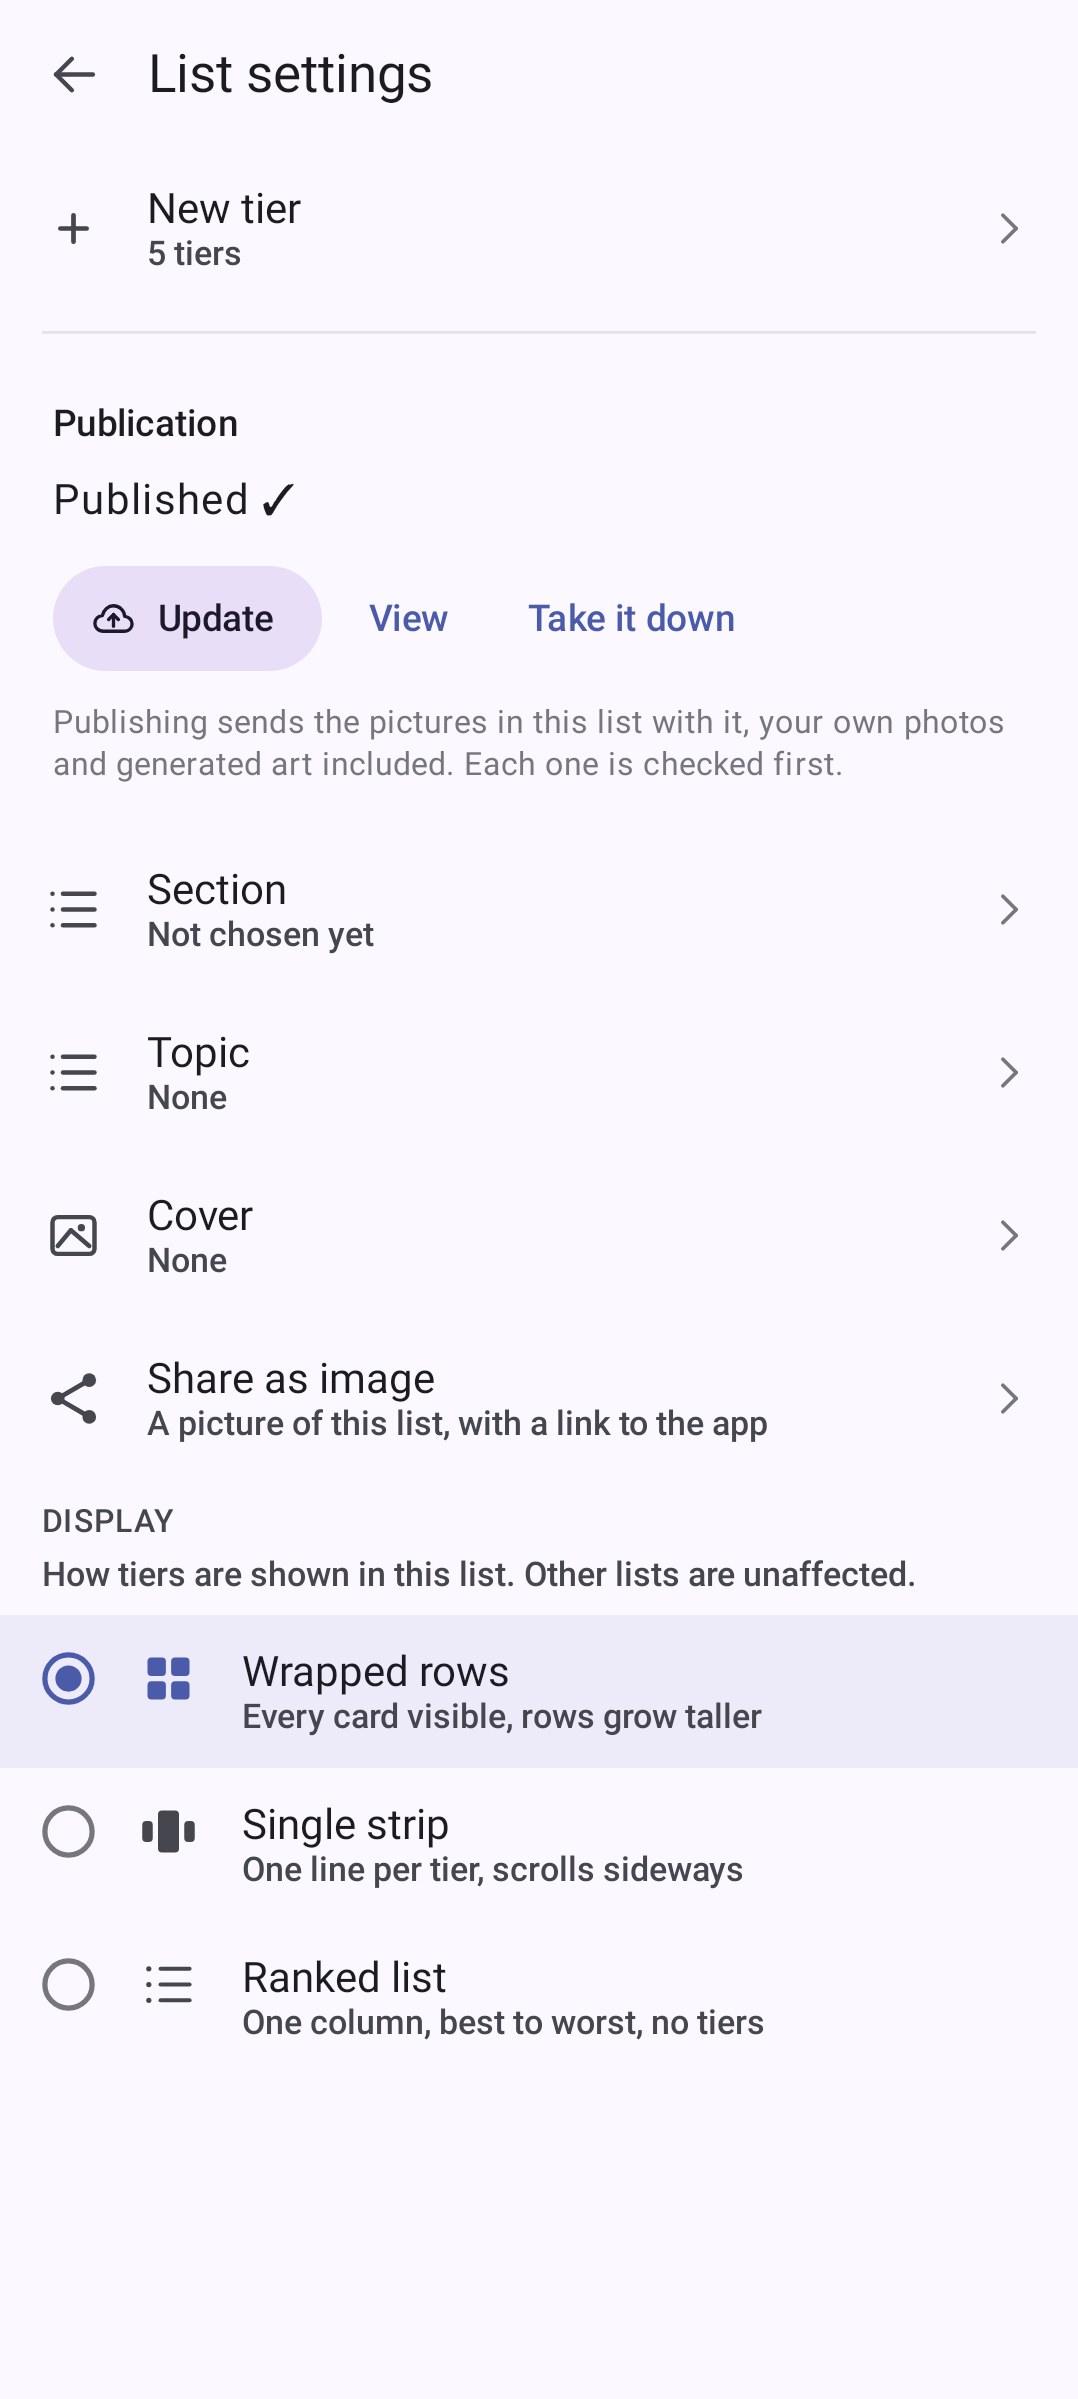 List settings
New tier
5 tiers
Publication
Published ✓
Update
View
Take it down
Publishing sends the pictures in this list with it, your own photos
and generated art included. Each one is checked first.
Section
Not chosen yet
Topic
None
Cover
None
Share as image
A picture of this list, with a link to the app
DISPLAY
How tiers are shown in this list. Other lists are unaffected.
Wrapped rows
Every card visible, rows grow taller
Single strip
One line per tier, scrolls sideways
Ranked list
One column, best to worst, no tiers